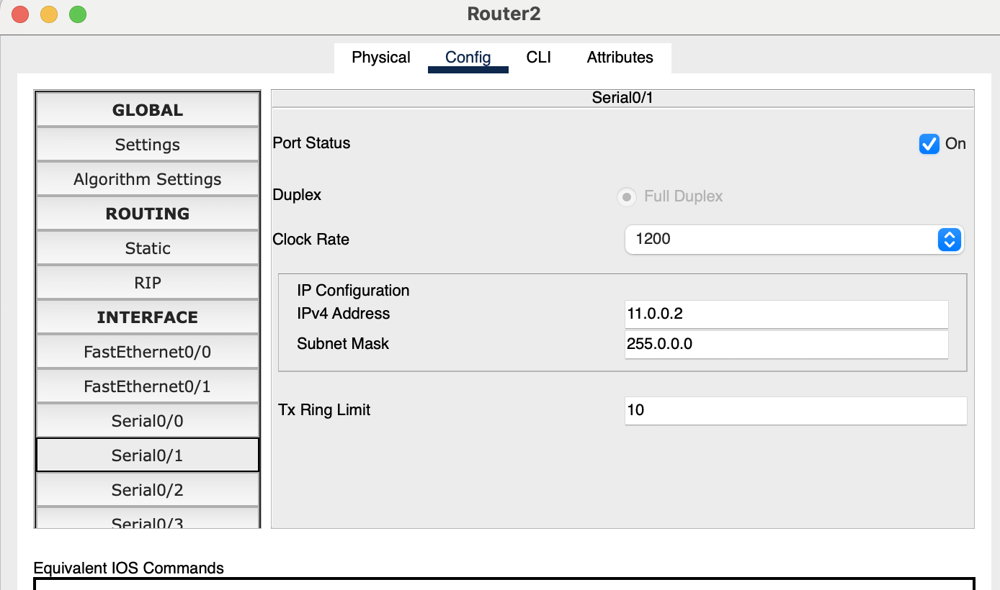 Router2
Physical Config CLI Attributes
GLOBAL
Settings
Algorithm Settings
ROUTING
Static
RIP
INTERFACE
FastEthernet0/0
FastEthernet0/1
Serial0/0
Serial0/1
Serial0/2
Serial0/3
Serial0/1
Port Status On
Duplex Full Duplex
Clock Rate 1200
IP Configuration
IPv4 Address 11.0.0.2
Subnet Mask 255.0.0.0
Tx Ring Limit 10
Equivalent IOS Commands